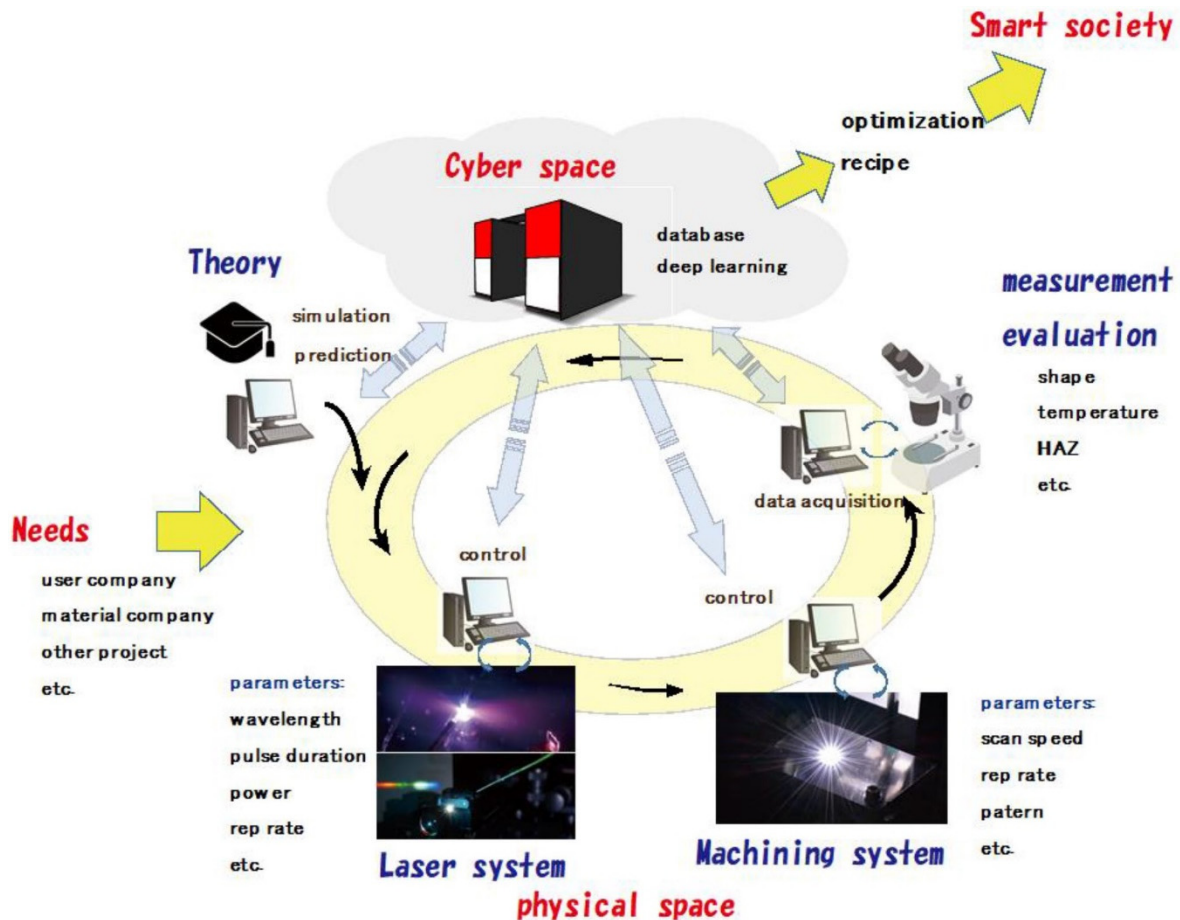 Smart society
optimization
recipe
Cyber space
database
deep learning
Theory
simulation
prediction
measurement
evaluation
shape
temperature
HAZ
etc.
data acquisition
Needs
user company
material company
other project
etc.
control
control
parameters:
wavelength
pulse duration
power
rep rate
etc.
Laser system
parameters:
scan speed
rep rate
patern
etc.
Machining system
physical space